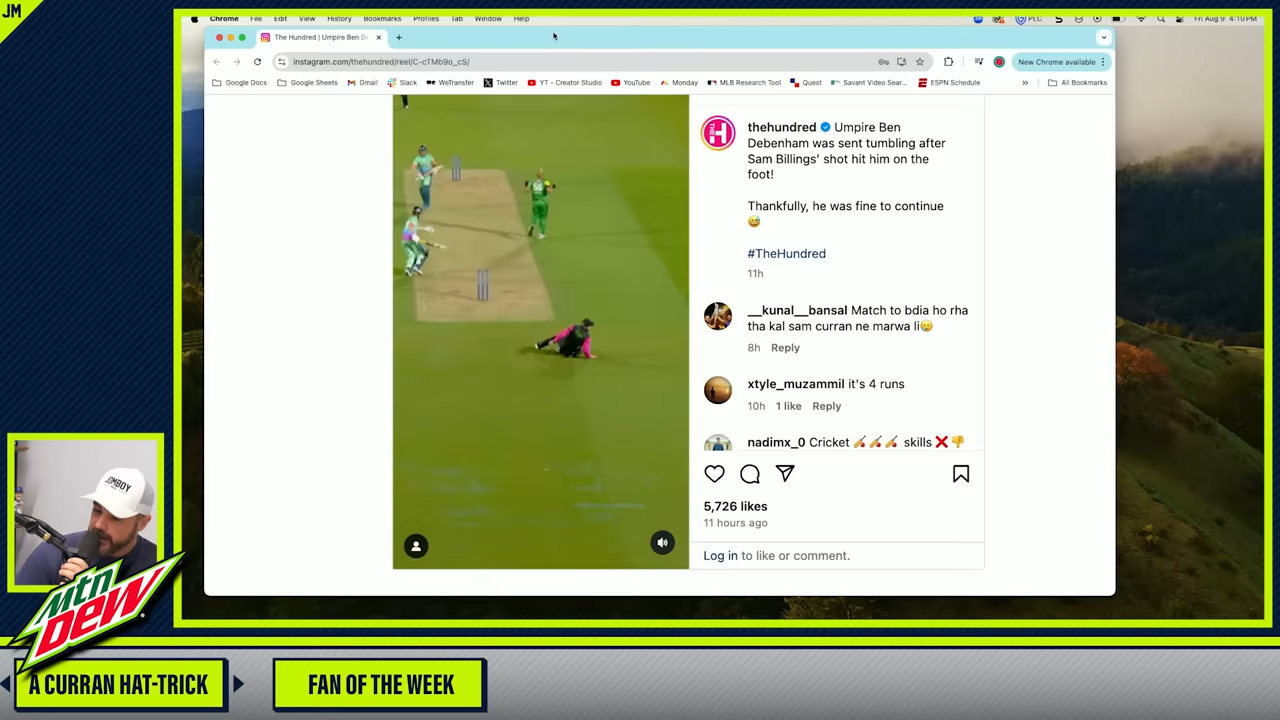 JM
Chrome File Edit View History Bookmarks Profiles Tab Window Help
PLC
Fri Aug 9 4:10 PM
The Hundred | Umpire Ben D
instagram.com/thehundred/reel/C-cTMb9o_cS/
New Chrome available
Google Docs Google Sheets Gmail Slack WeTransfer Twitter YT - Creator Studio YouTube Monday MLB Research Tool Quest Savant Video Sear... ESPN Schedule » All Bookmarks
thehundred Umpire Ben
Debenham was sent tumbling after
Sam Billings' shot hit him on the
foot!
Thankfully, he was fine to continue
😅
#TheHundred
11h
__kunal__bansal Match to bdia ho rha
tha kal sam curran ne marwa li🥲
8h Reply
xtyle_muzammil it's 4 runs
10h 1 like Reply
nadimx_0 Cricket 🏏🏏🏏 skills ❌👎
5,726 likes
11 hours ago
Log in to like or comment.
56
JOMBOY
mtn
DEW
A CURRAN HAT-TRICK
FAN OF THE WEEK